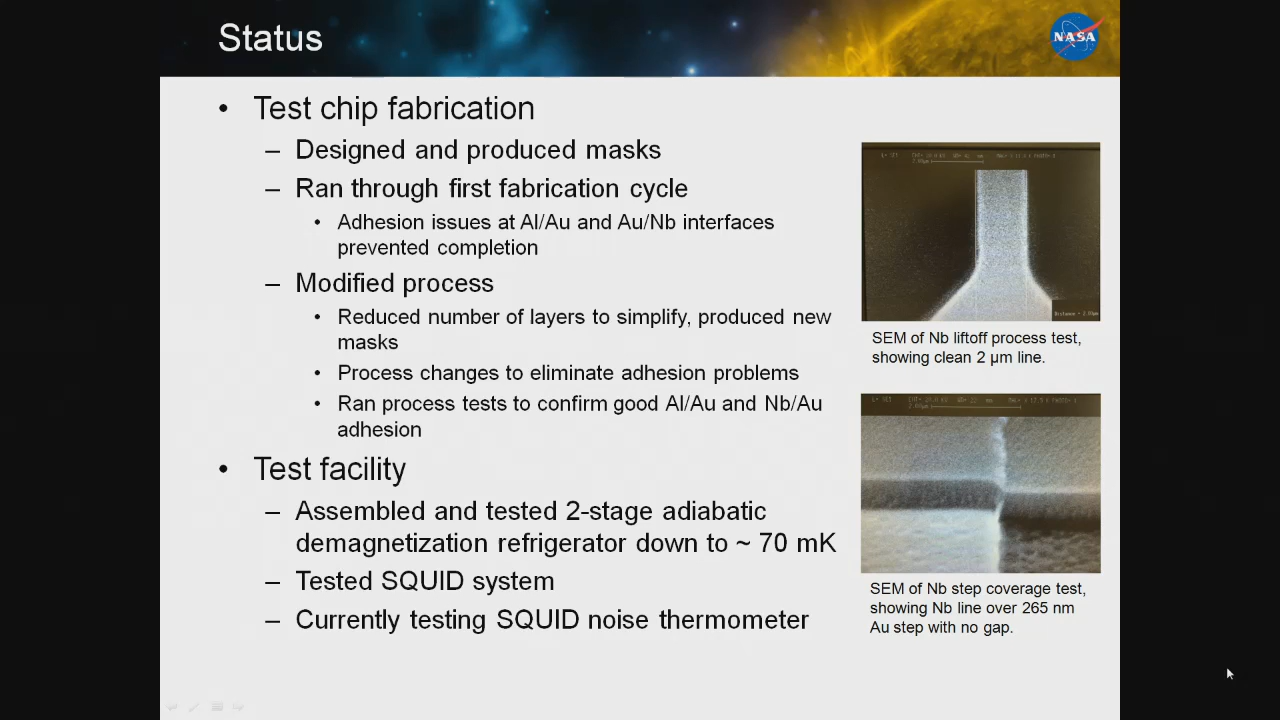 Status
NASA
• Test chip fabrication
– Designed and produced masks
– Ran through first fabrication cycle
• Adhesion issues at Al/Au and Au/Nb interfaces
prevented completion
– Modified process
• Reduced number of layers to simplify, produced new
masks
• Process changes to eliminate adhesion problems
• Ran process tests to confirm good Al/Au and Nb/Au
adhesion
• Test facility
– Assembled and tested 2-stage adiabatic
demagnetization refrigerator down to ~ 70 mK
– Tested SQUID system
– Currently testing SQUID noise thermometer
SEM of Nb liftoff process test,
showing clean 2 μm line.
SEM of Nb step coverage test,
showing Nb line over 265 nm
Au step with no gap.